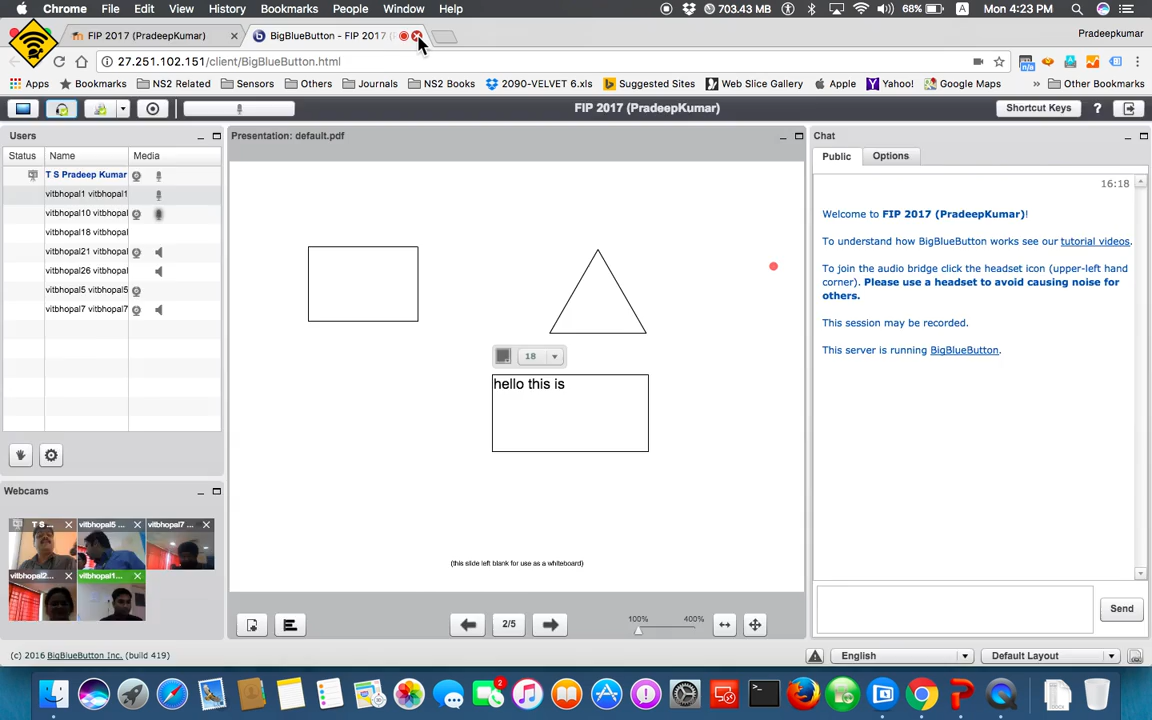 Chrome File Edit View History Bookmarks People Window Help 703.43 MB 68% A Mon 4:23 PM
FIP 2017 (PradeepKumar) BigBlueButton - FIP 2017 ( Pradeepkumar
27.251.102.151/client/BigBlueButton.html n/a
Apps Bookmarks NS2 Related Sensors Others Journals NS2 Books 2090-VELVET 6.xls Suggested Sites Web Slice Gallery Apple Yahoo! Google Maps » Other Bookmarks
FIP 2017 (PradeepKumar) Shortcut Keys ?
Users
Status Name Media
T S Pradeep Kumar
vitbhopal1 vitbhopal1
vitbhopal10 vitbhopal
vitbhopal18 vitbhopal
vitbhopal21 vitbhopal
vitbhopal26 vitbhopal
vitbhopal5 vitbhopal5
vitbhopal7 vitbhopal7
Webcams
T S ... vitbhopal5 ... vitbhopal7 ...
vitbhopal2... vitbhopal1...
Presentation: default.pdf
18
hello this is
(this slide left blank for use as a whiteboard)
2/5 100% 400%
Chat
Public Options
16:18
Welcome to FIP 2017 (PradeepKumar)!
To understand how BigBlueButton works see our tutorial videos.
To join the audio bridge click the headset icon (upper-left hand
corner). Please use a headset to avoid causing noise for
others.
This session may be recorded.
This server is running BigBlueButton.
Send
(c) 2016 BigBlueButton Inc. (build 419) English Default Layout
2